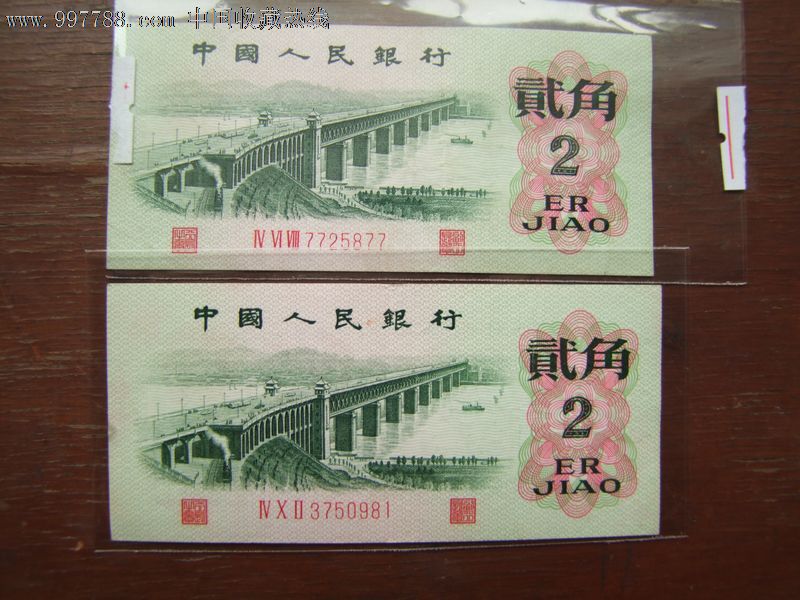 www.997788.com 中国收藏热线
中國人民銀行
貳角
2
ER
JIAO
Ⅳ Ⅵ Ⅷ 7725877
中國人民銀行
貳角
2
ER
JIAO
Ⅳ Ⅹ Ⅱ 3750981